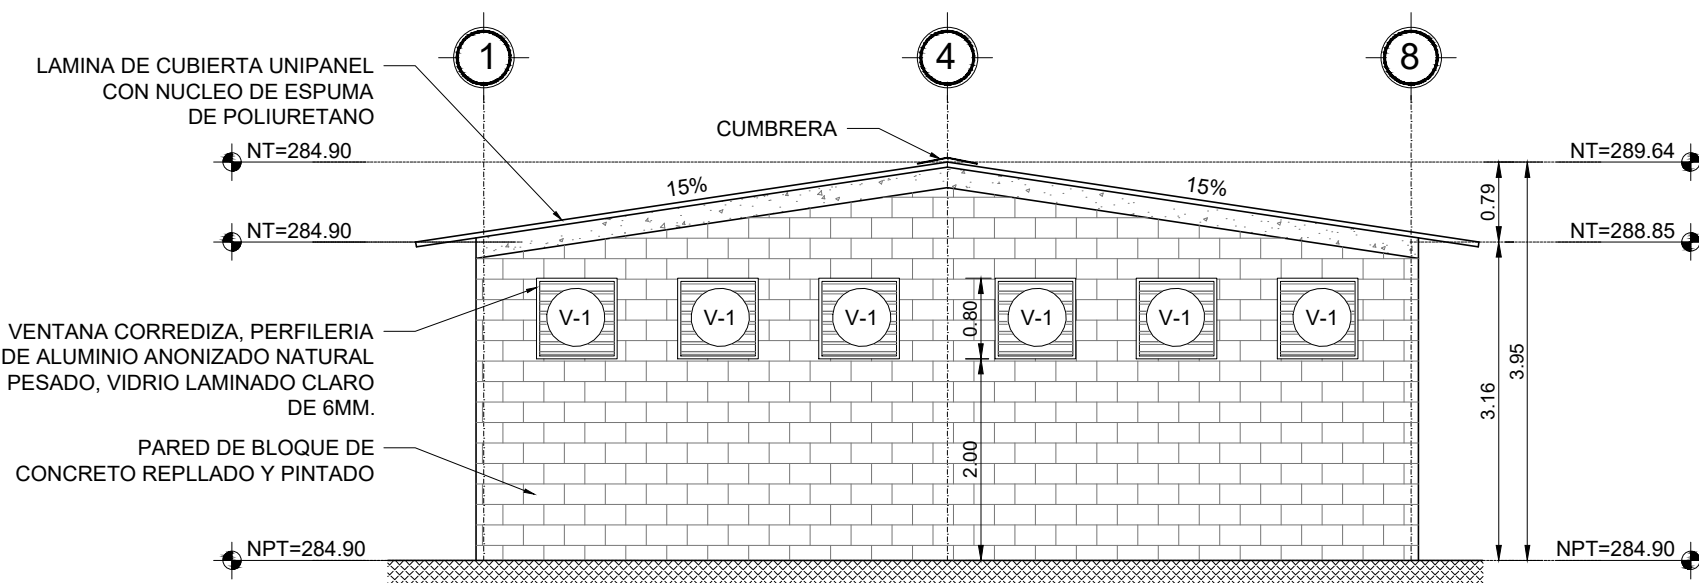 1
4
8
LAMINA DE CUBIERTA UNIPANEL
CON NUCLEO DE ESPUMA
DE POLIURETANO
CUMBRERA
NT=284.90
NT=289.64
15%
15%
0.79
NT=284.90
NT=288.85
V-1
V-1
V-1
V-1
V-1
V-1
0.80
VENTANA CORREDIZA, PERFILERIA
DE ALUMINIO ANONIZADO NATURAL
PESADO, VIDRIO LAMINADO CLARO
DE 6MM.
3.95
3.16
2.00
PARED DE BLOQUE DE
CONCRETO REPLLADO Y PINTADO
NPT=284.90
NPT=284.90